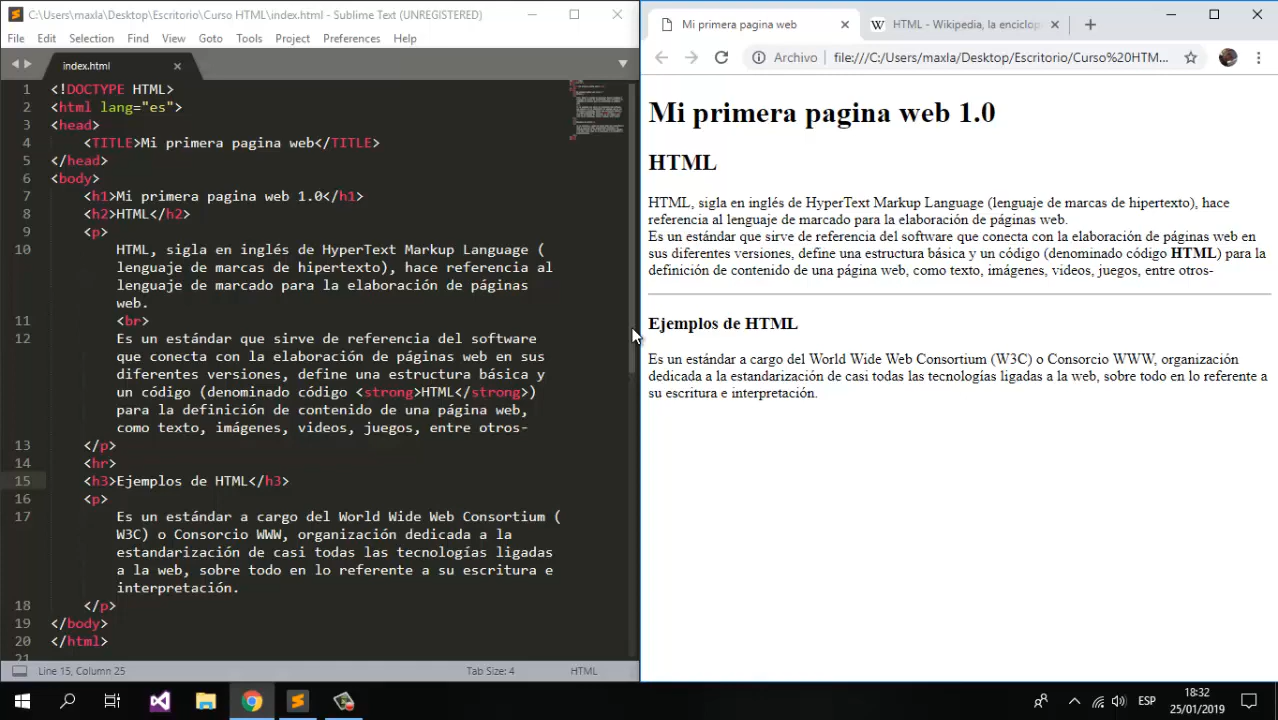 C:\Users\maxla\Desktop\Escritorio\Curso HTML\index.html - Sublime Text (UNREGISTERED)
File Edit Selection Find View Goto Tools Project Preferences Help
index.html
1 <!DOCTYPE HTML>
2 <html lang="es">
3 <head>
4 <TITLE>Mi primera pagina web</TITLE>
5 </head>
6 <body>
7 <h1>Mi primera pagina web 1.0</h1>
8 <h2>HTML</h2>
9 <p>
10 HTML, sigla en inglés de HyperText Markup Language (
lenguaje de marcas de hipertexto), hace referencia al
lenguaje de marcado para la elaboración de páginas
web.
11 <br>
12 Es un estándar que sirve de referencia del software
que conecta con la elaboración de páginas web en sus
diferentes versiones, define una estructura básica y
un código (denominado código <strong>HTML</strong>)
para la definición de contenido de una página web,
como texto, imágenes, videos, juegos, entre otros-
13 </p>
14 <hr>
15 <h3>Ejemplos de HTML</h3>
16 <p>
17 Es un estándar a cargo del World Wide Web Consortium (
W3C) o Consorcio WWW, organización dedicada a la
estandarización de casi todas las tecnologías ligadas
a la web, sobre todo en lo referente a su escritura e
interpretación.
18 </p>
19 </body>
20 </html>
21
Line 15, Column 25 Tab Size: 4 HTML
Mi primera pagina web
HTML - Wikipedia, la enciclop
Archivo file:///C:/Users/maxla/Desktop/Escritorio/Curso%20HTM...
Mi primera pagina web 1.0
HTML
HTML, sigla en inglés de HyperText Markup Language (lenguaje de marcas de hipertexto), hace
referencia al lenguaje de marcado para la elaboración de páginas web.
Es un estándar que sirve de referencia del software que conecta con la elaboración de páginas web en
sus diferentes versiones, define una estructura básica y un código (denominado código HTML) para la
definición de contenido de una página web, como texto, imágenes, videos, juegos, entre otros-
Ejemplos de HTML
Es un estándar a cargo del World Wide Web Consortium (W3C) o Consorcio WWW, organización
dedicada a la estandarización de casi todas las tecnologías ligadas a la web, sobre todo en lo referente a
su escritura e interpretación.
ESP
18:32
25/01/2019